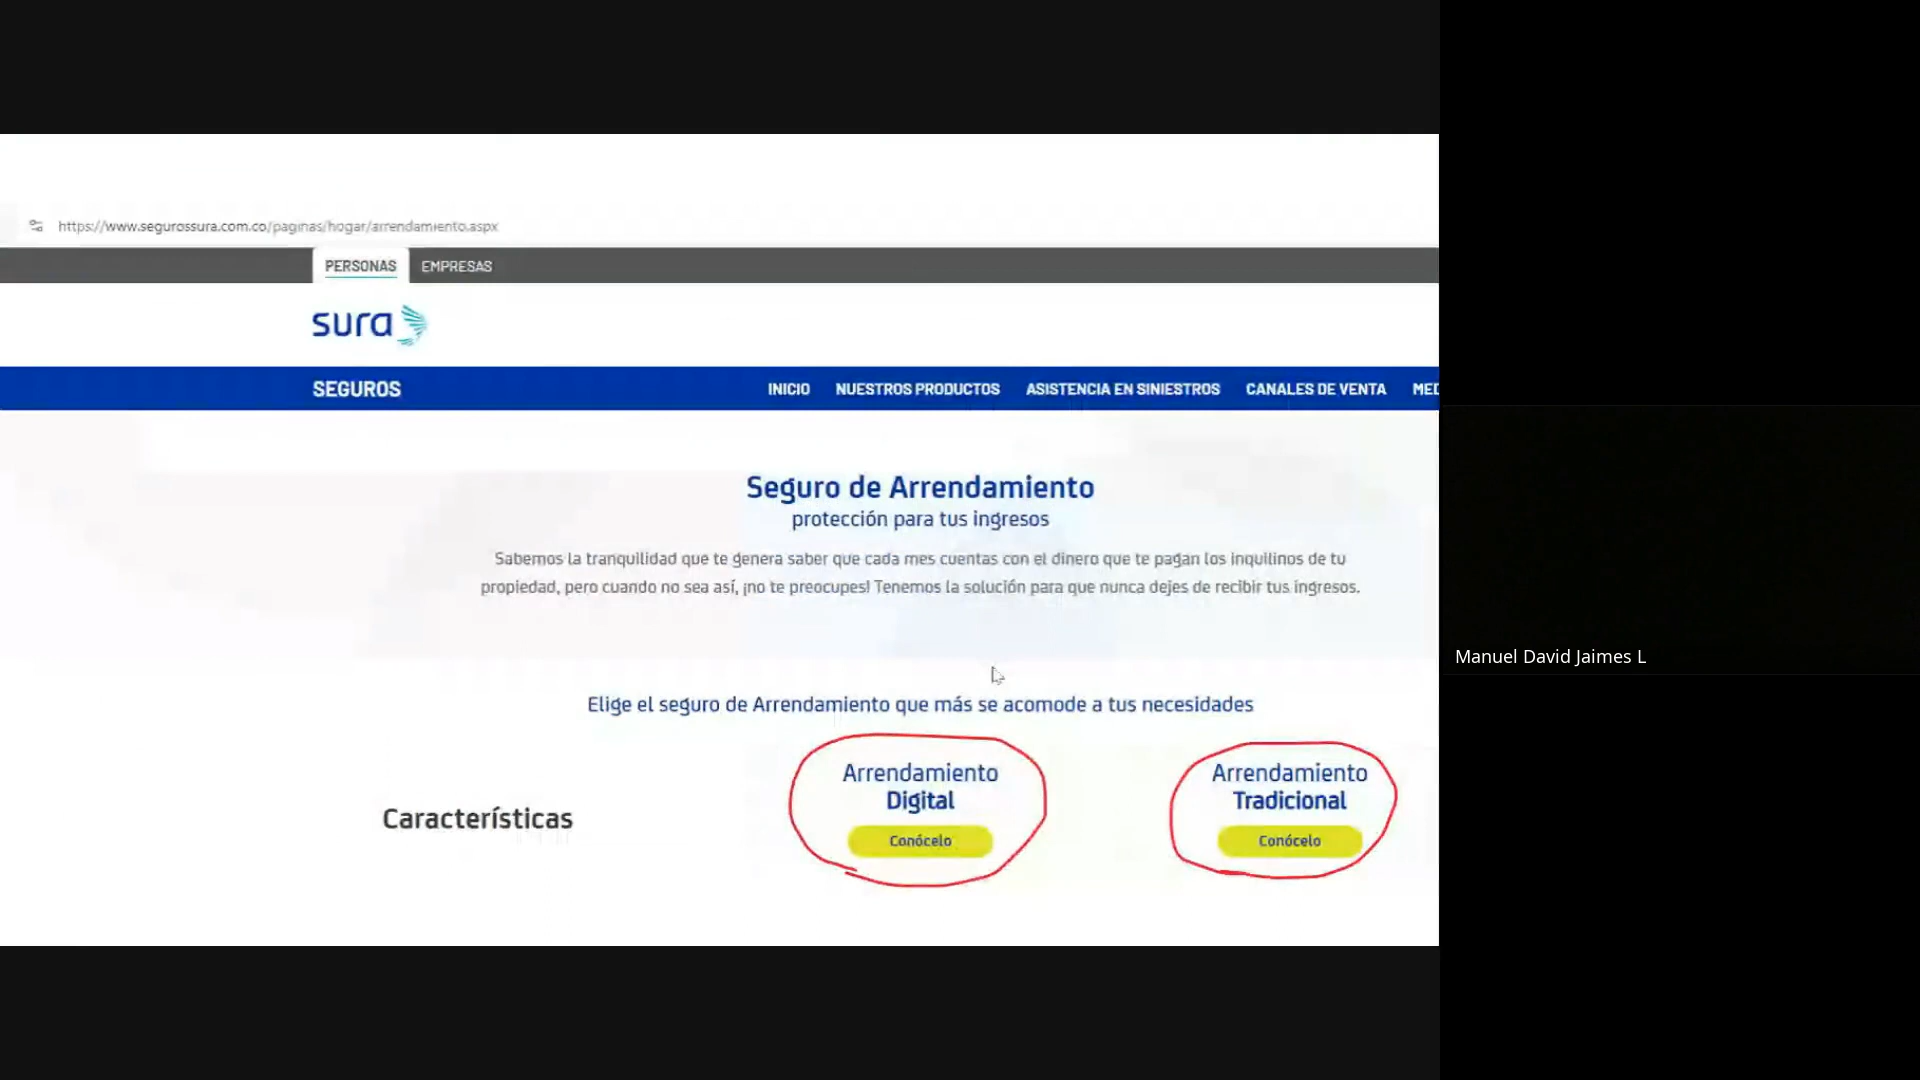 https://www.segurossura.com.co/paginas/hogar/arrendamiento.aspx
PERSONAS EMPRESAS
sura
SEGUROS INICIO NUESTROS PRODUCTOS ASISTENCIA EN SINIESTROS CANALES DE VENTA MED
Seguro de Arrendamiento
protección para tus ingresos
Sabemos la tranquilidad que te genera saber que cada mes cuentas con el dinero que te pagan los inquilinos de tu
propiedad, pero cuando no sea así, ¡no te preocupes! Tenemos la solución para que nunca dejes de recibir tus ingresos.
Manuel David Jaimes L
Elige el seguro de Arrendamiento que más se acomode a tus necesidades
Características
Arrendamiento
Digital
Conócelo
Arrendamiento
Tradicional
Conócelo